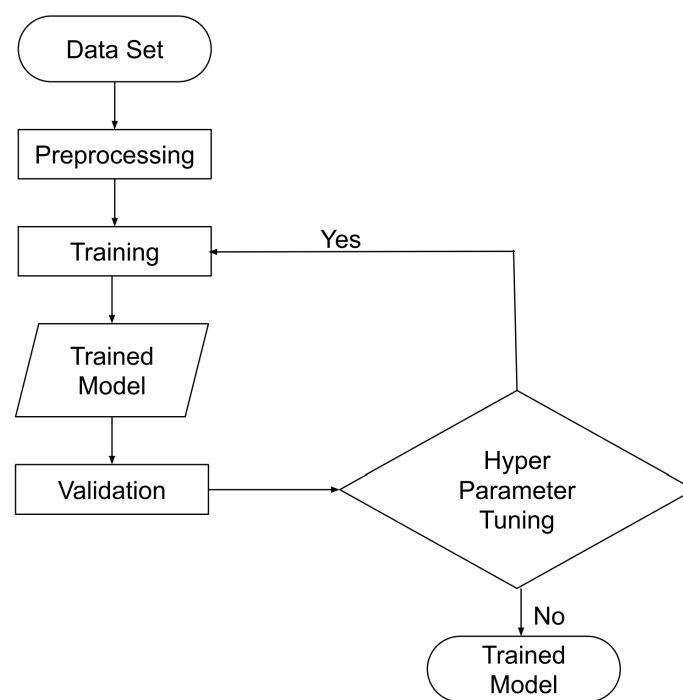 Data Set
Preprocessing
Yes
Training
Trained
Model
Hyper
Parameter
Tuning
Validation
No
Trained
Model